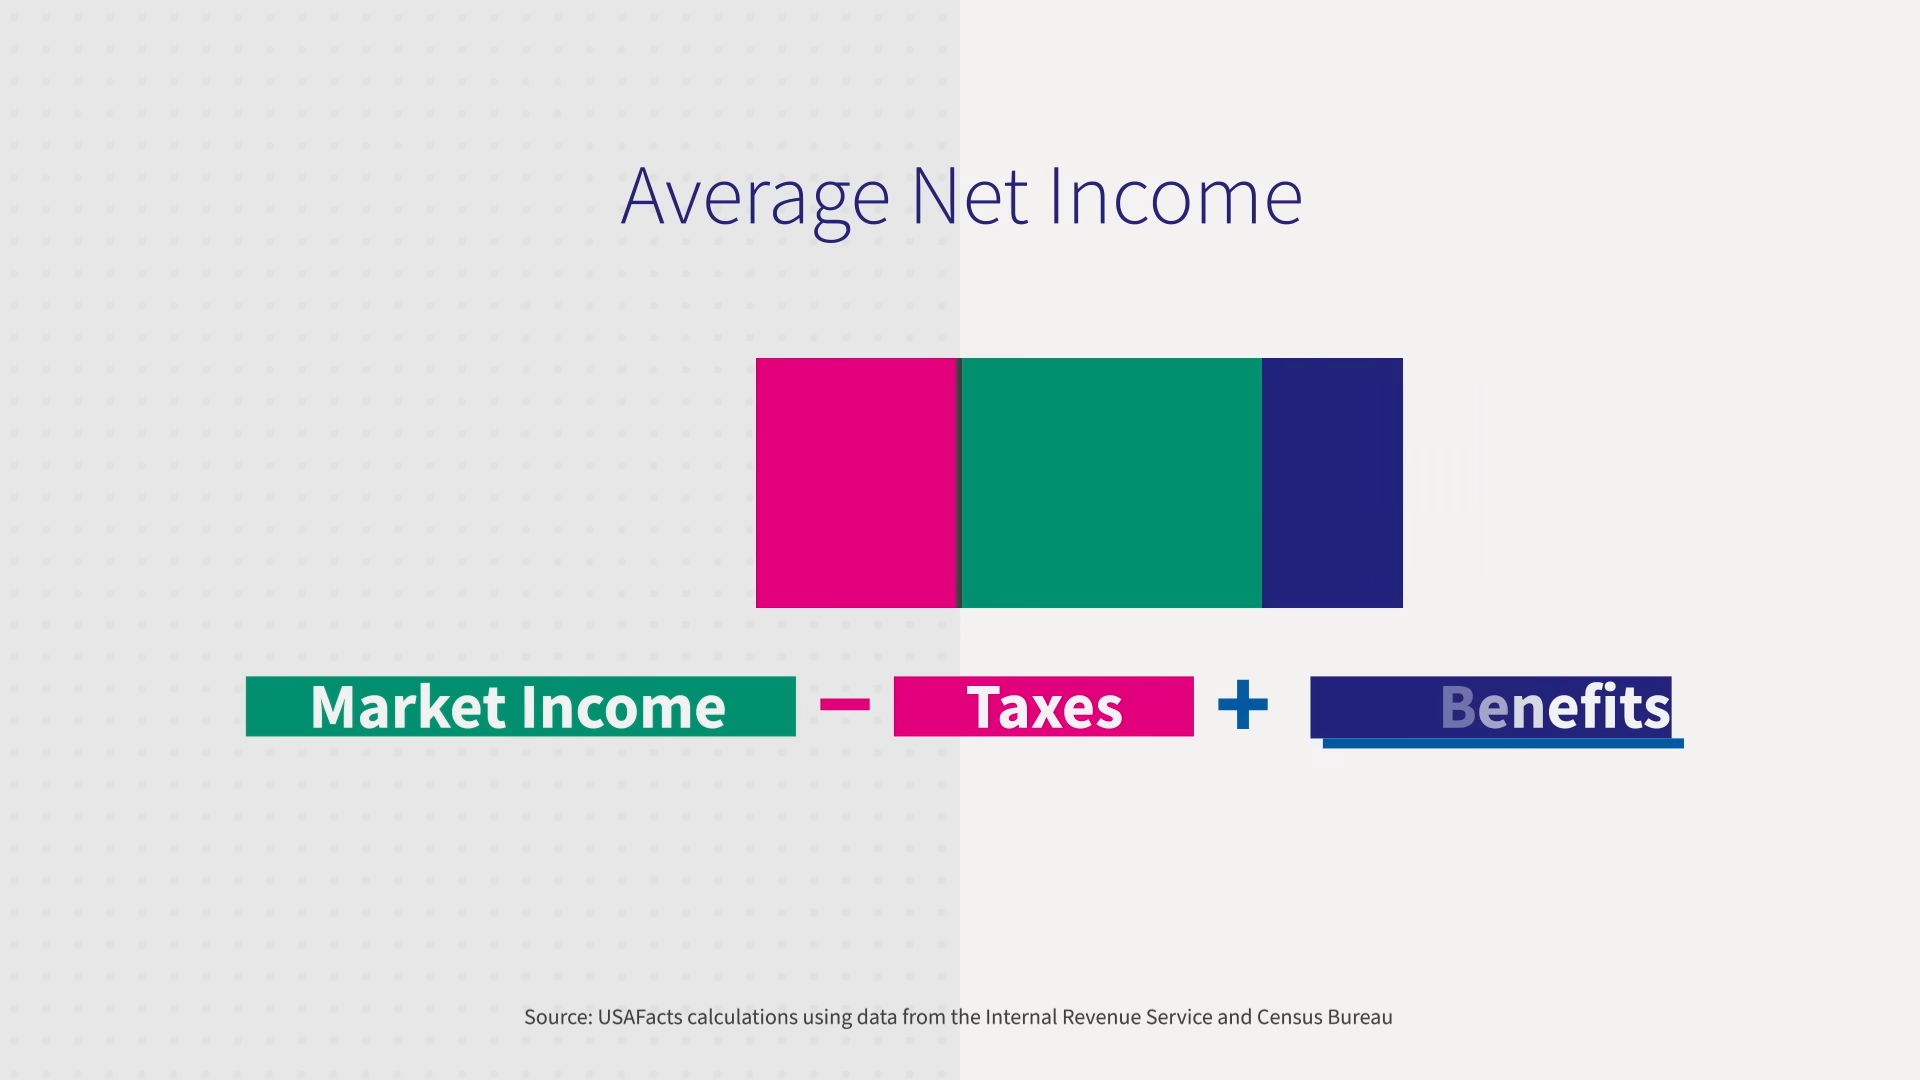 Average Net Income
Market Income − Taxes + Benefits
Source: USAFacts calculations using data from the Internal Revenue Service and Census Bureau